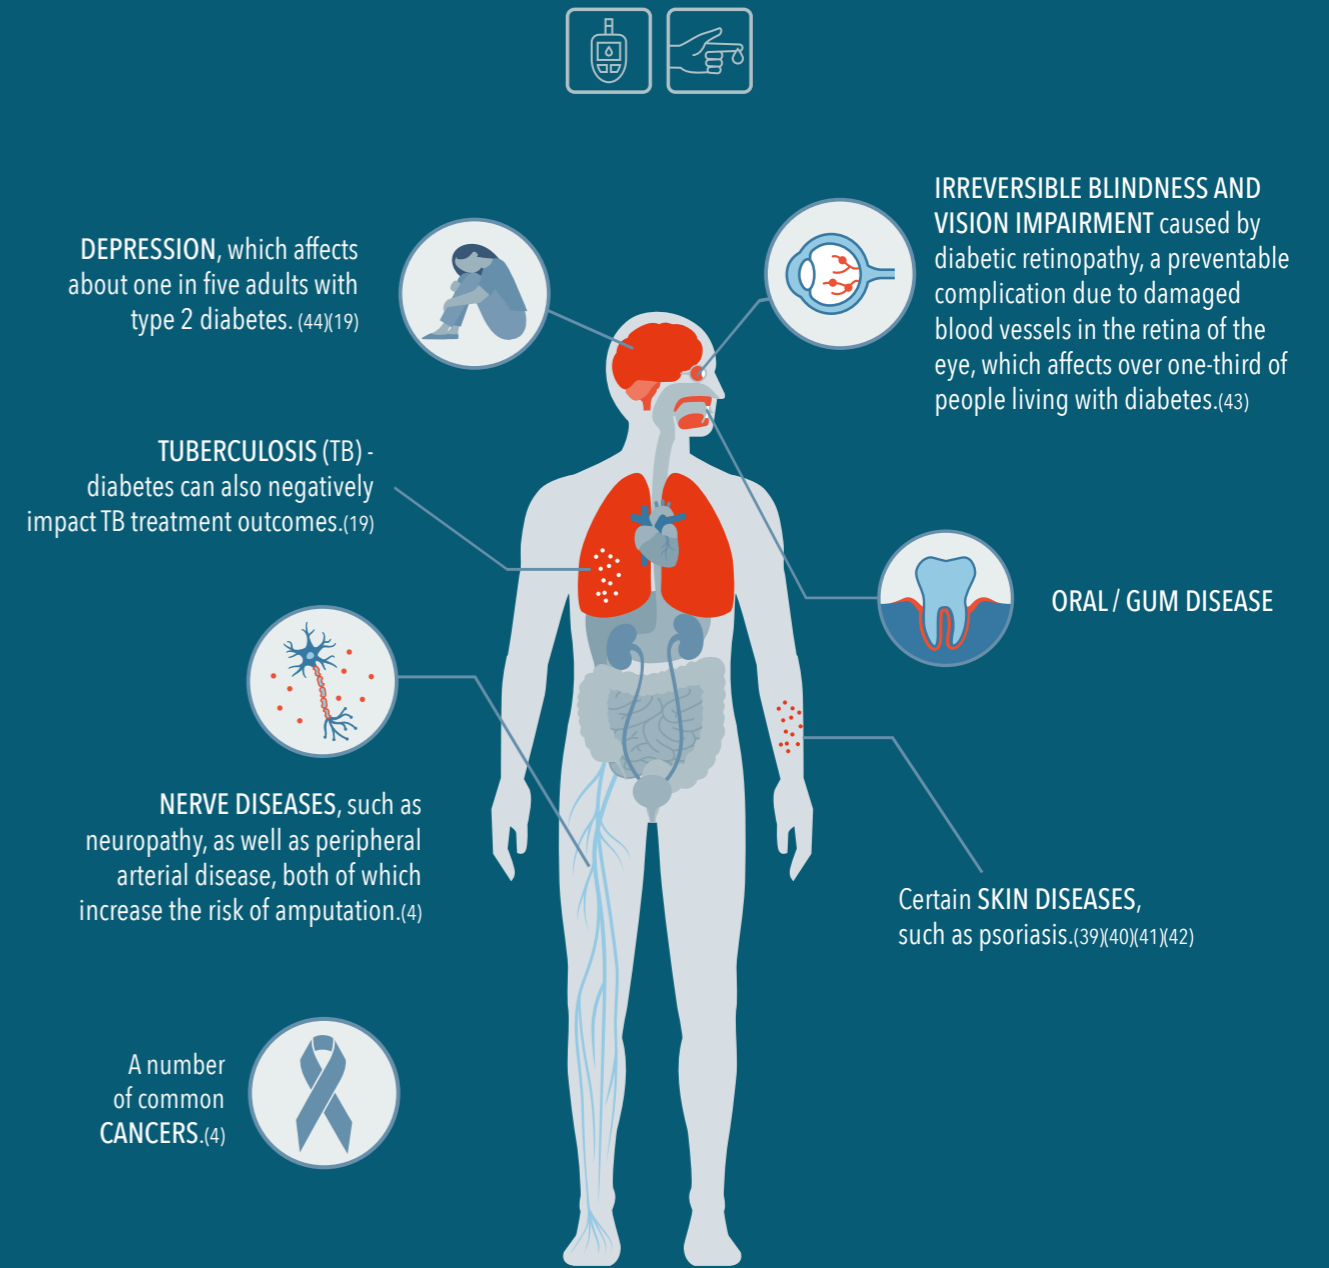 DEPRESSION, which affects
about one in five adults with
type 2 diabetes. (44)(19)
IRREVERSIBLE BLINDNESS AND
VISION IMPAIRMENT caused by
diabetic retinopathy, a preventable
complication due to damaged
blood vessels in the retina of the
eye, which affects over one-third of
people living with diabetes.(43)
TUBERCULOSIS (TB) -
diabetes can also negatively
impact TB treatment outcomes.(19)
ORAL / GUM DISEASE
NERVE DISEASES, such as
neuropathy, as well as peripheral
arterial disease, both of which
increase the risk of amputation.(4)
Certain SKIN DISEASES,
such as psoriasis.(39)(40)(41)(42)
A number
of common
CANCERS.(4)